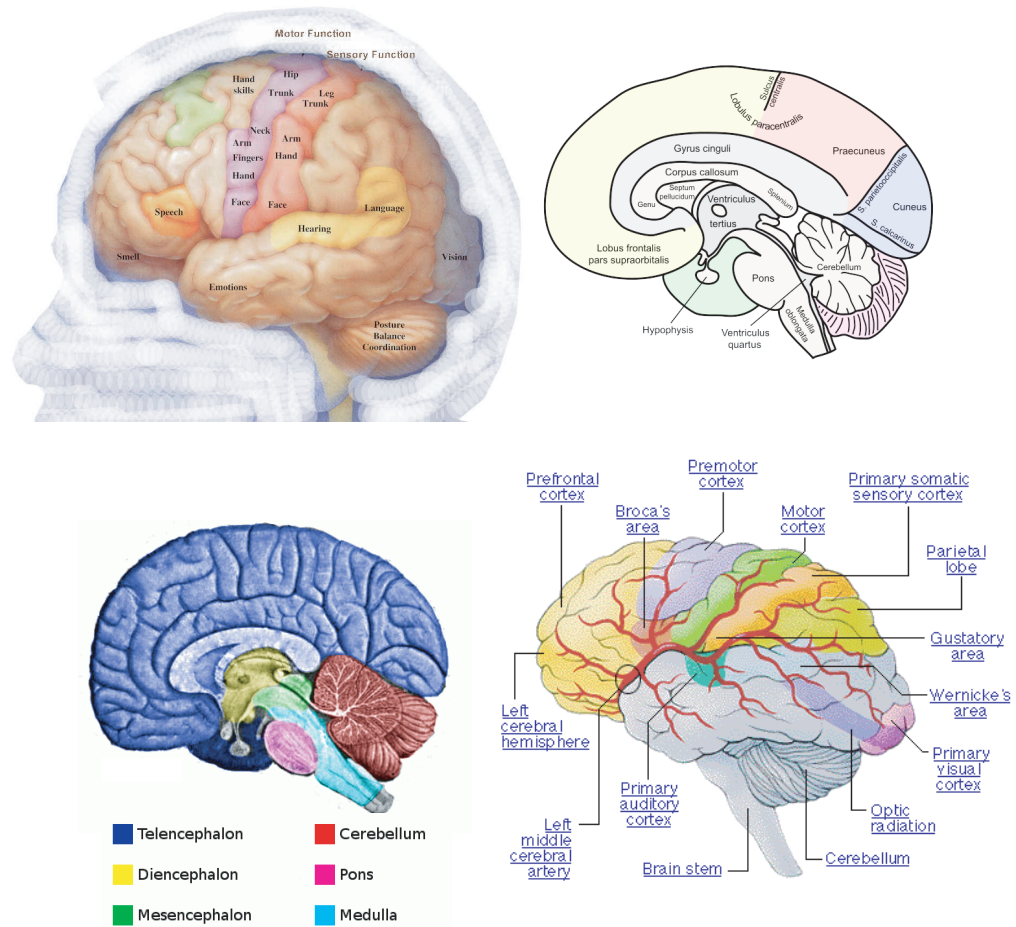 Motor Function
Sensory Function
Hip
Hand
skills
Trunk
Leg
Trunk
Neck
Arm
Fingers
Hand
Face
Arm
Hand
Face
Speech
Language
Hearing
Smell
Vision
Emotions
Posture
Balance
Coordination
Sulcus
centralis
Lobulus paracentralis
Gyrus cinguli
Praecuneus
Corpus callosum
S. parietooccipitalis
Septum
pellucidum
Ventriculus
tertius
Splenium
Genu
Cuneus
S. calcarinus
Lobus frontalis
pars supraorbitalis
Cerebellum
Pons
Medulla
oblongata
Hypophysis
Ventriculus
quartus
Telencephalon
Diencephalon
Mesencephalon
Cerebellum
Pons
Medulla
Prefrontal
cortex
Premotor
cortex
Broca's
area
Motor
cortex
Primary somatic
sensory cortex
Parietal
lobe
Gustatory
area
Wernicke's
area
Primary
visual
cortex
Optic
radiation
Cerebellum
Brain stem
Primary
auditory
cortex
Left
middle
cerebral
artery
Left
cerebral
hemisphere